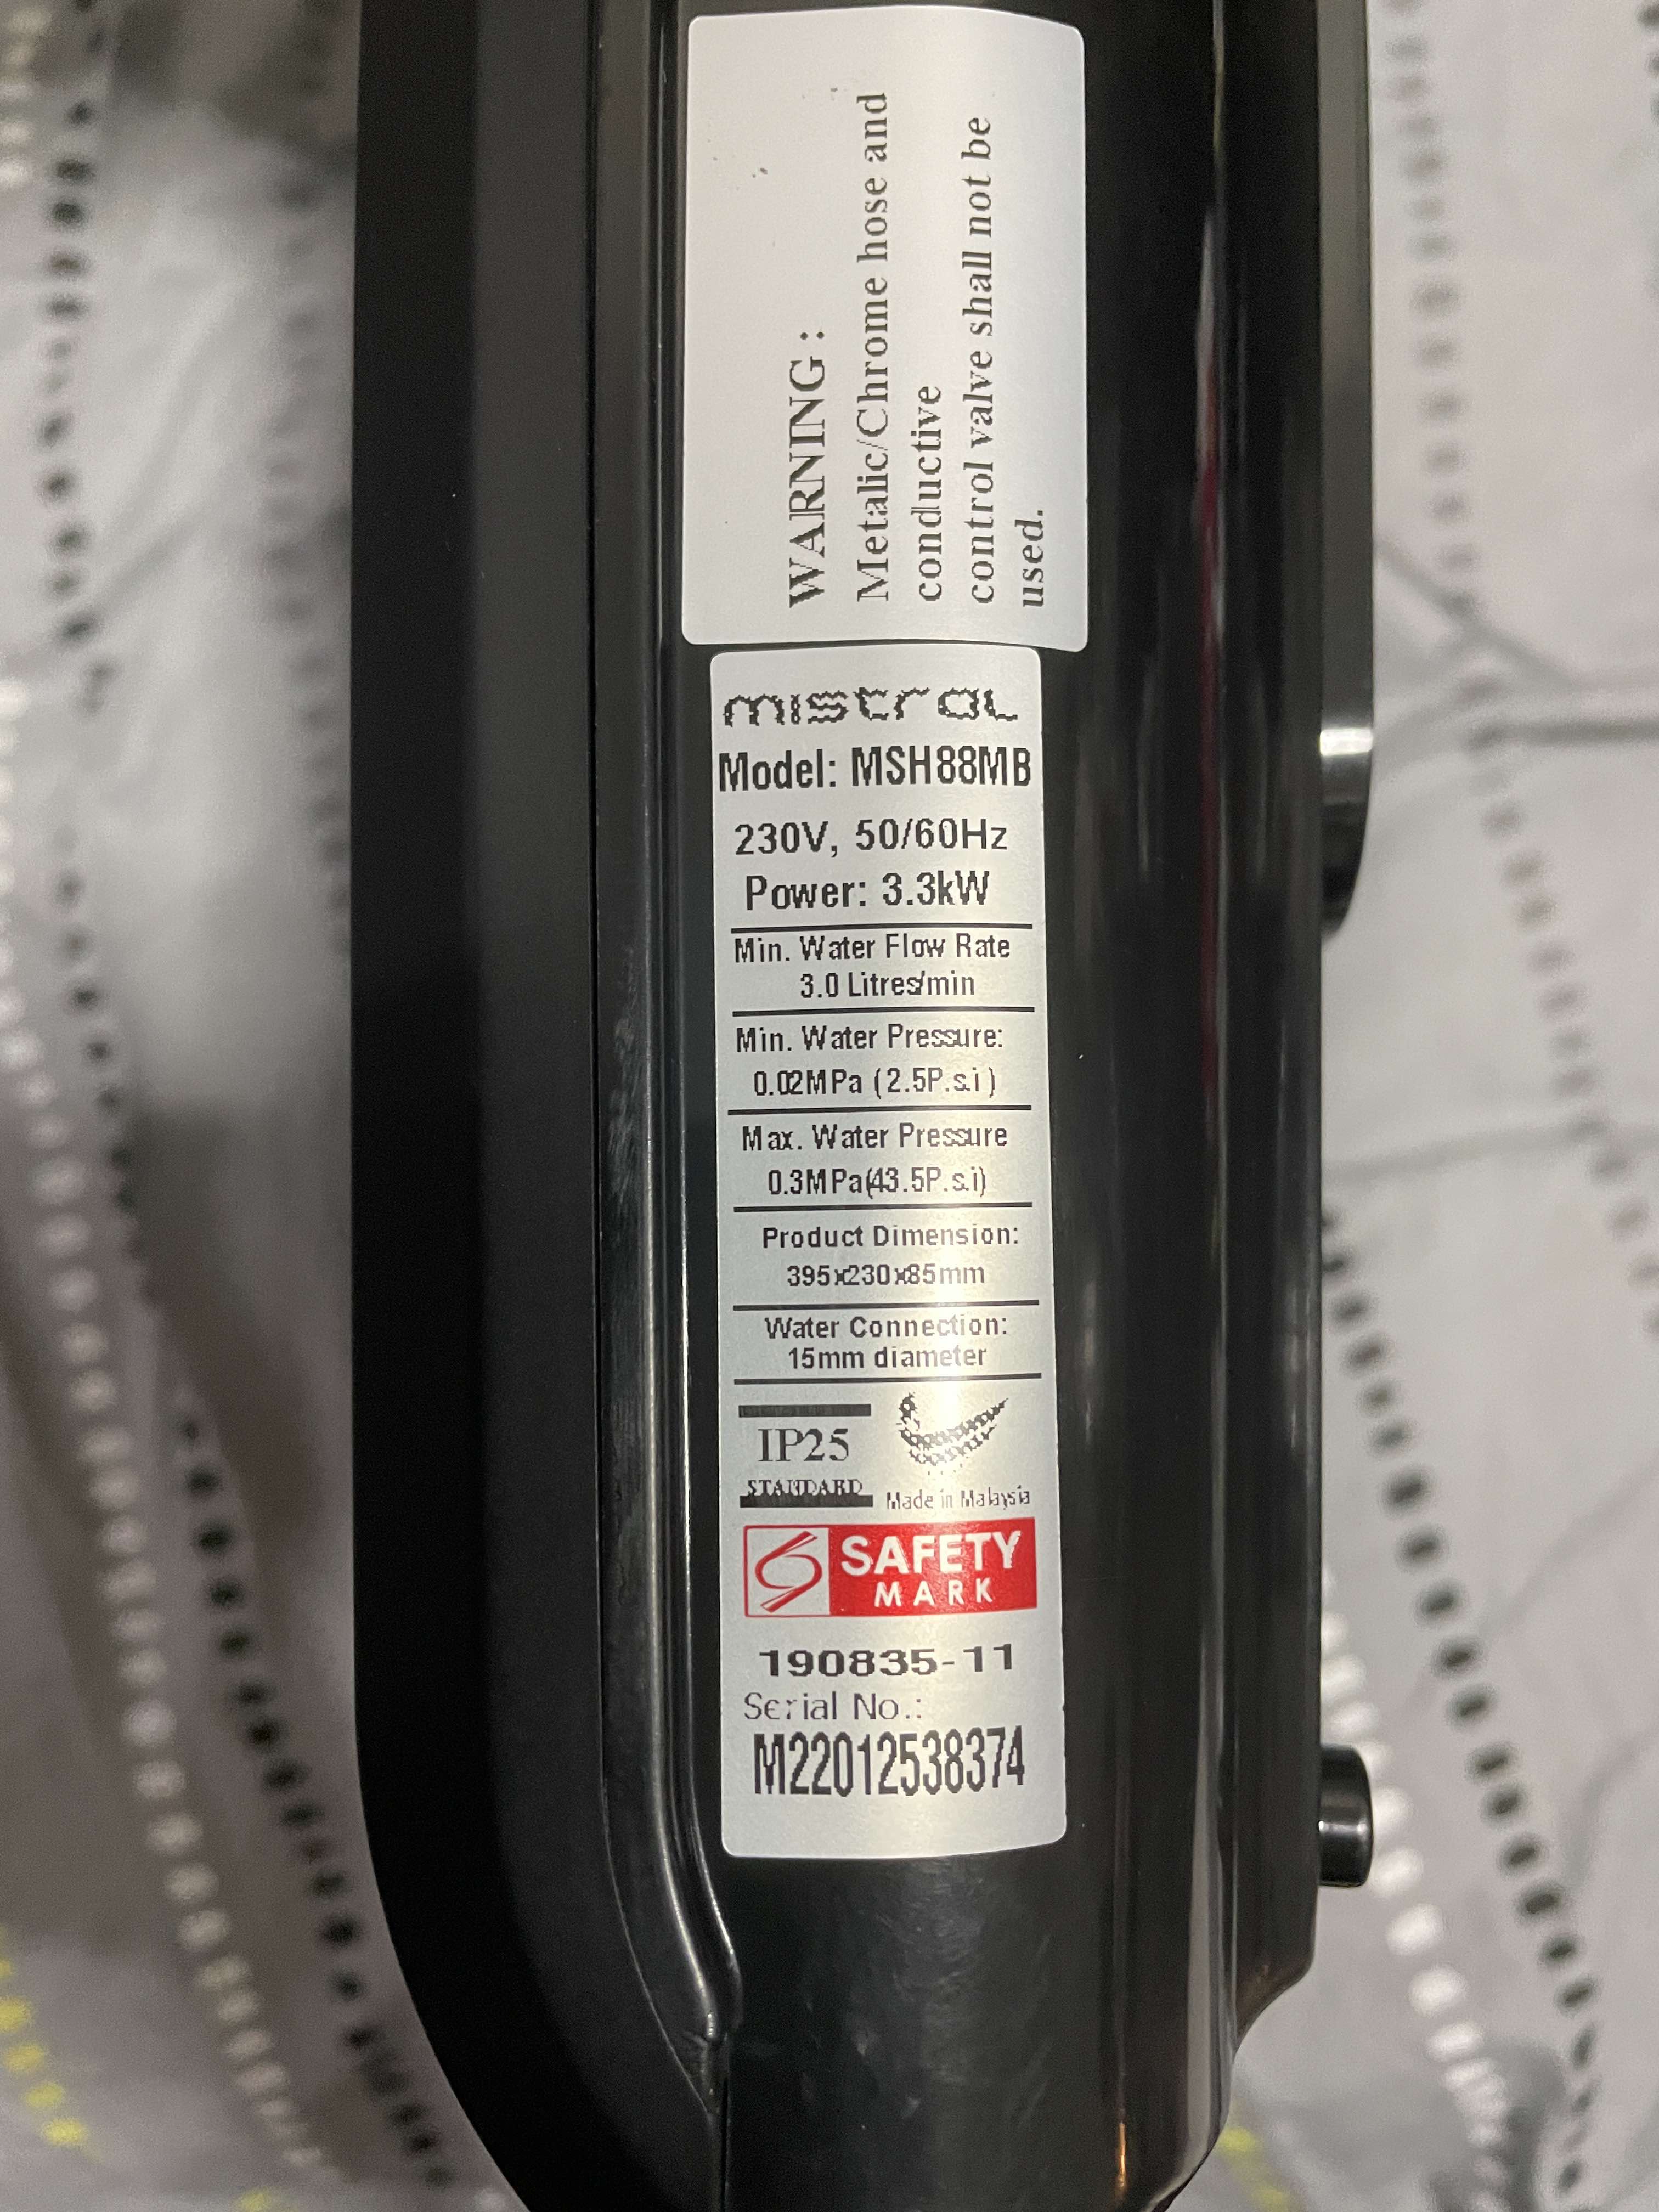 WARNING :
Metalic/Chrome hose and
conductive
control valve shall not be
used.
mistral
Model: MSH88MB
230V, 50/60Hz
Power: 3.3kW
Min. Water Flow Rate
3.0 Litres/min
Min. Water Pressure:
0.02MPa (2.5P.s.i)
Max. Water Pressure
0.3MPa(43.5P.s.i)
Product Dimension:
395x230x85mm
Water Connection:
15mm diameter
IP25
STANDARD
Made in Malaysia
SAFETY
MARK
190835-11
Serial No.:
M22012538374